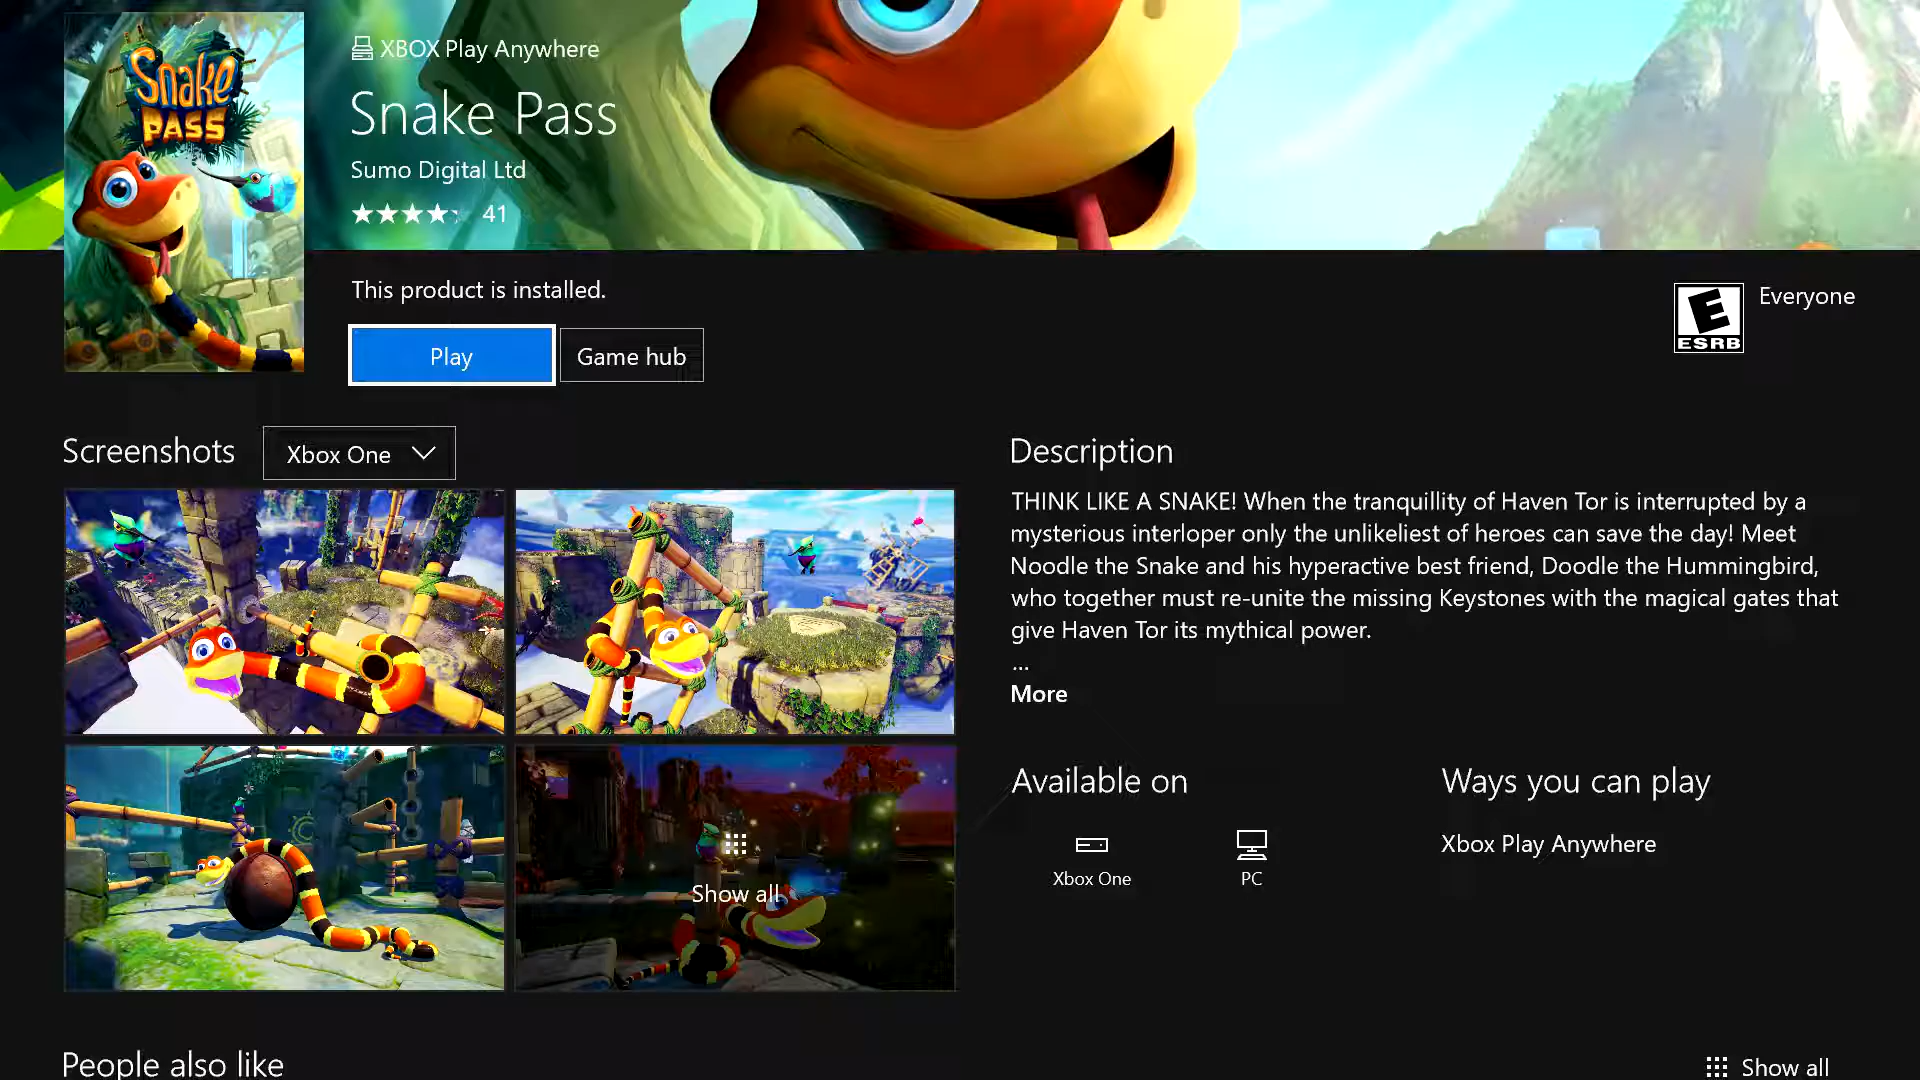 Snake
PASS
XBOX Play Anywhere
Snake Pass
Sumo Digital Ltd
41
This product is installed.
Play
Game hub
E
ESRB
Everyone
Screenshots
Xbox One
Show all
Description
THINK LIKE A SNAKE! When the tranquillity of Haven Tor is interrupted by a
mysterious interloper only the unlikeliest of heroes can save the day! Meet
Noodle the Snake and his hyperactive best friend, Doodle the Hummingbird,
who together must re-unite the missing Keystones with the magical gates that
give Haven Tor its mythical power.
...
More
Available on
Xbox One
PC
Ways you can play
Xbox Play Anywhere
People also like
Show all